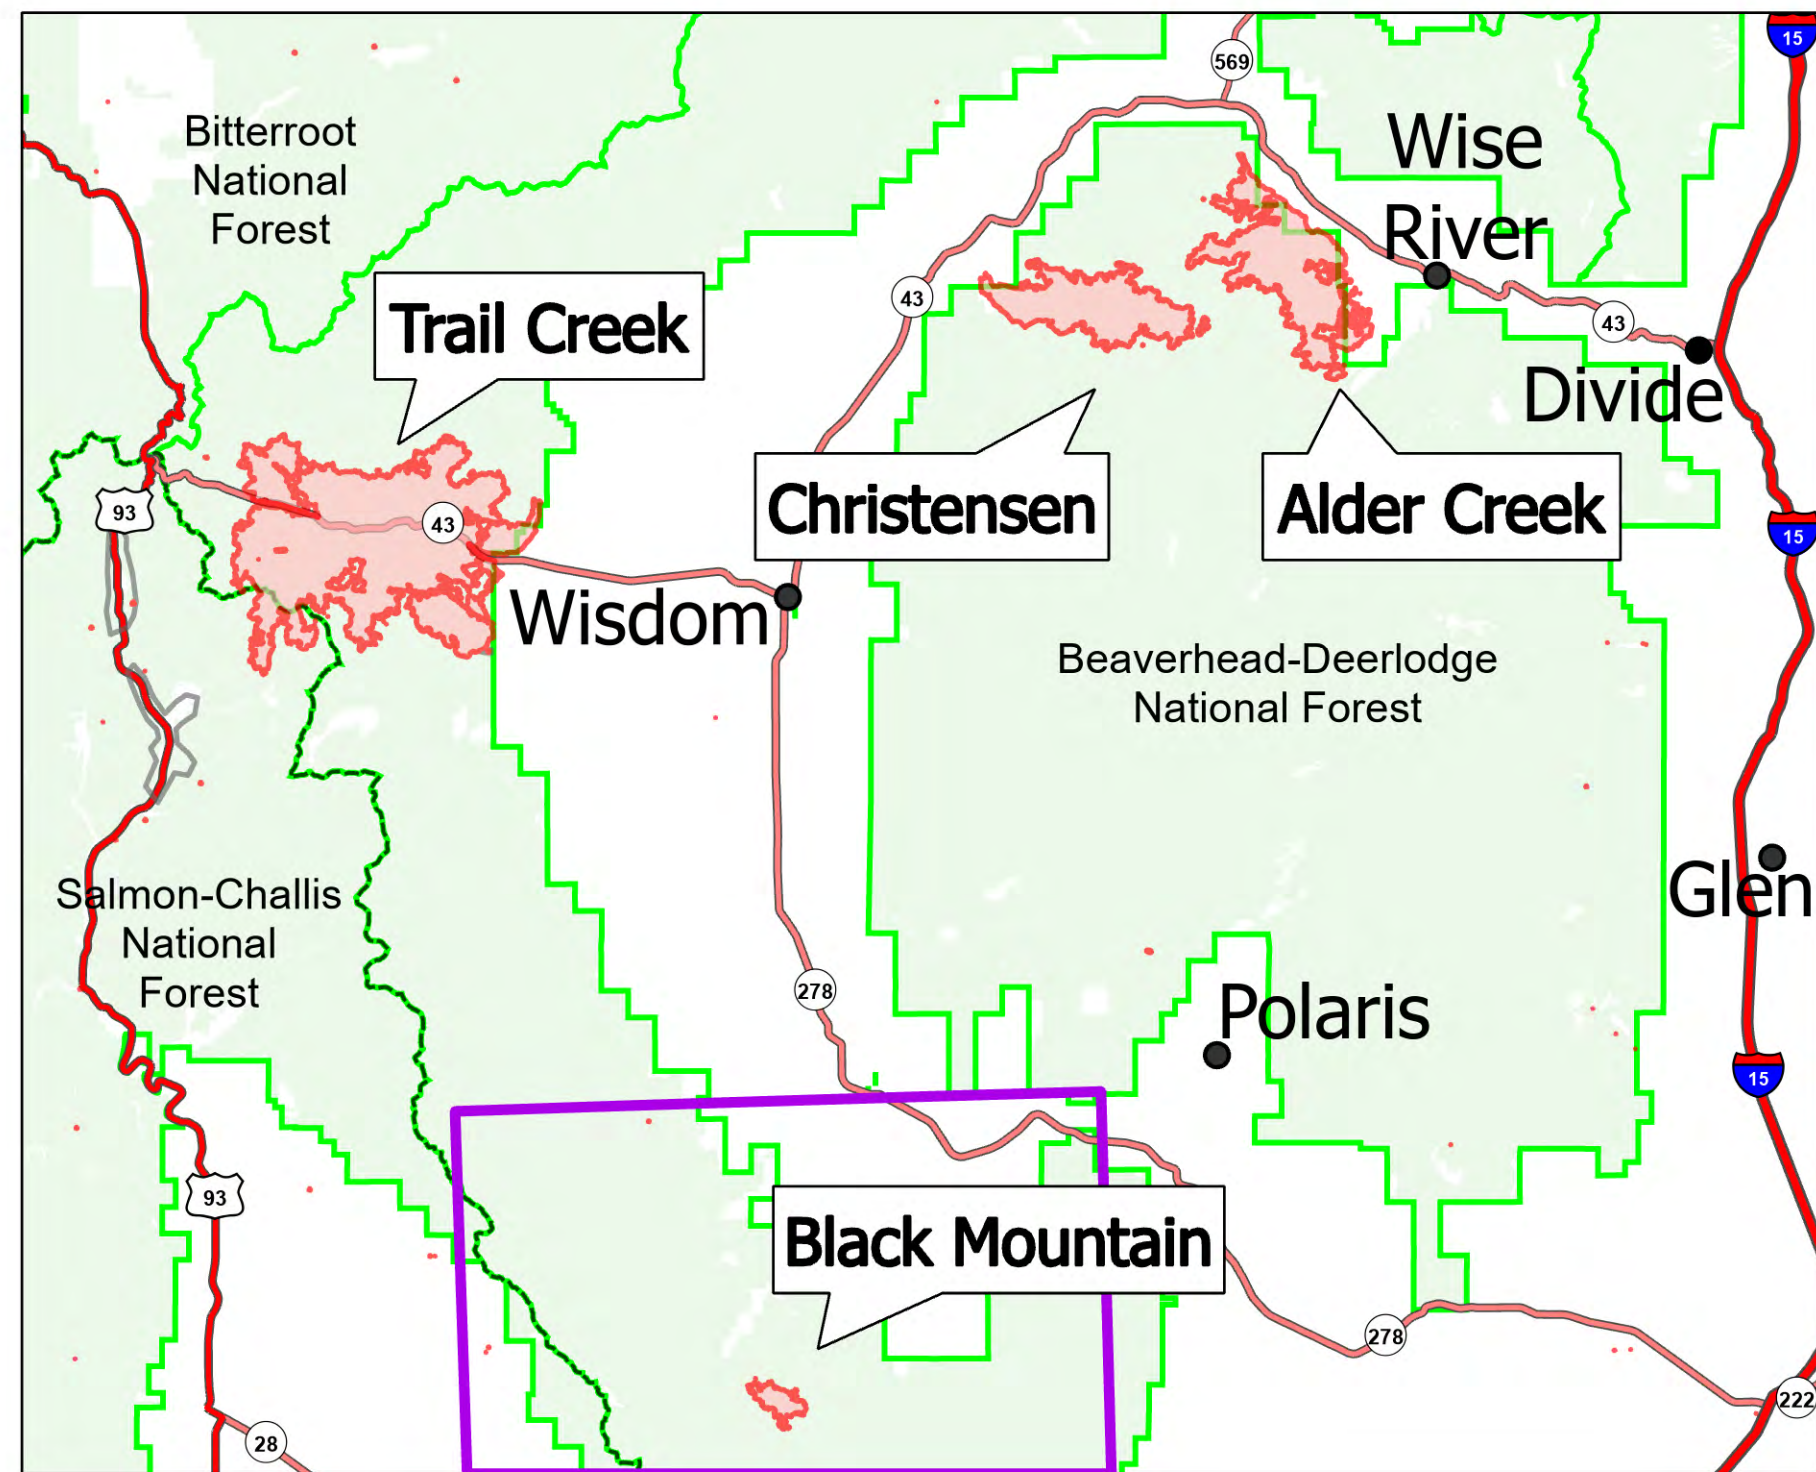 15
569
Bitterroot
National
Forest
Wise
River
43
43
Trail Creek
Divide
93
43
Christensen
Alder Creek
15
Wisdom
Beaverhead-Deerlodge
National Forest
Glen
Salmon-Challis
National
Forest
278
Polaris
15
93
Black Mountain
278
222
28